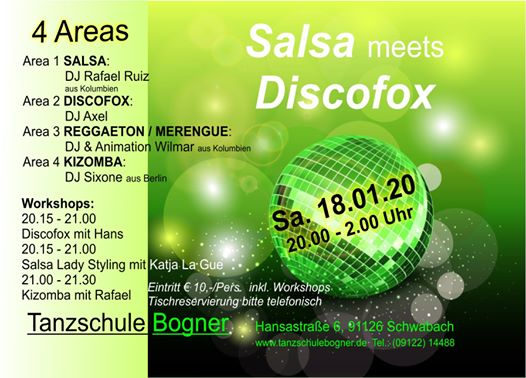 4 Areas
Area 1 SALSA:
DJ Rafael Ruiz
aus Kolumbien
Area 2 DISCOFOX:
DJ Axel
Area 3 REGGAETON / MERENGUE:
DJ & Animation Wilmar aus Kolumbien
Area 4 KIZOMBA:
DJ Sixone aus Berlin
Workshops:
20.15 - 21.00
Discofox mit Hans
20.15 - 21.00
Salsa Lady Styling mit Katja La Gue
21.00 - 21.30
Kizomba mit Rafael
Salsa meets
Discofox
Sa. 18.01.20
20.00 - 2.00 Uhr
Eintritt € 10,-/Pers. inkl. Workshops
Tischreservierung bitte telefonisch
Tanzschule Bogner
Hansastraße 6, 91126 Schwabach
www.tanzschulebogner.de· Tel.: (09122) 14488